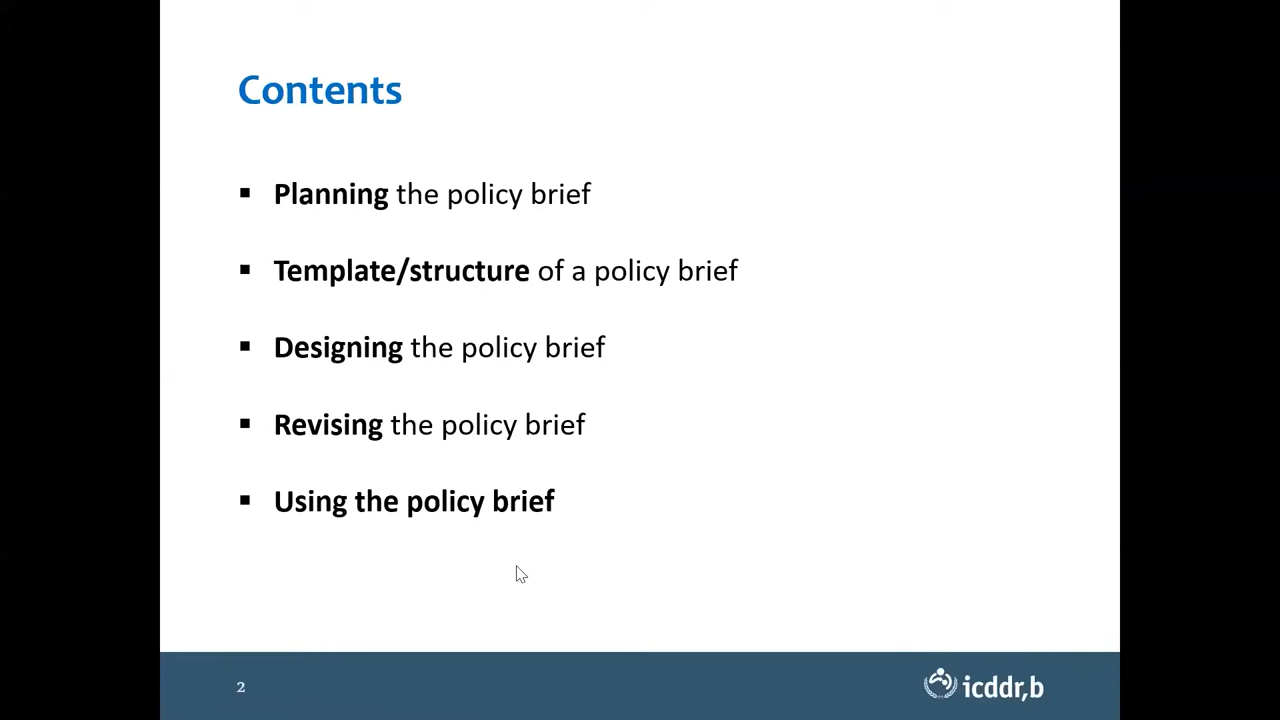 Contents
▪ Planning the policy brief
▪ Template/structure of a policy brief
▪ Designing the policy brief
▪ Revising the policy brief
▪ Using the policy brief
2
icddr,b